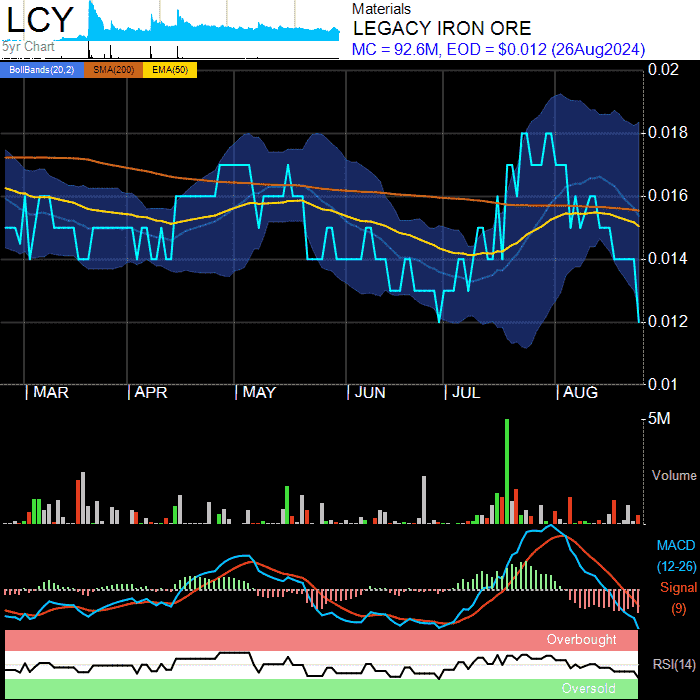 LCY
5yr Chart
Materials
LEGACY IRON ORE
MC = 92.6M, EOD = $0.012 (26Aug2024)
BollBands(20,2) SMA(200) EMA(50)
0.02
0.018
0.016
0.014
0.012
0.01
MAR APR MAY JUN JUL AUG
5M
Volume
MACD
(12-26)
Signal
(9)
Overbought
RSI(14)
Oversold